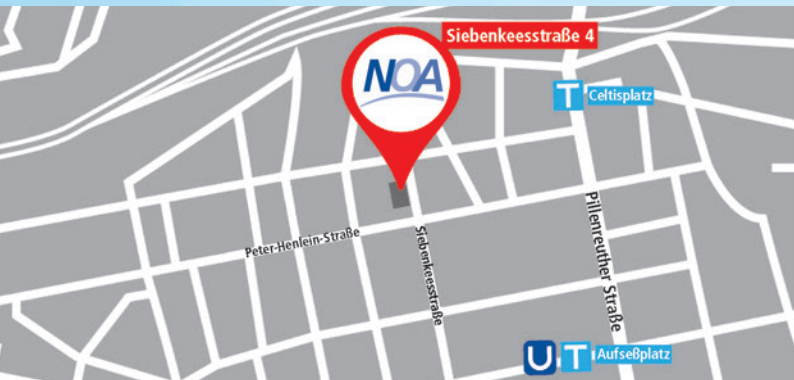 Siebenkeesstraße 4
NOA
T Celtisplatz
Peter-Henlein-Straße
Siebenkeesstraße
Pillenreuther Straße
U T Aufseßplatz